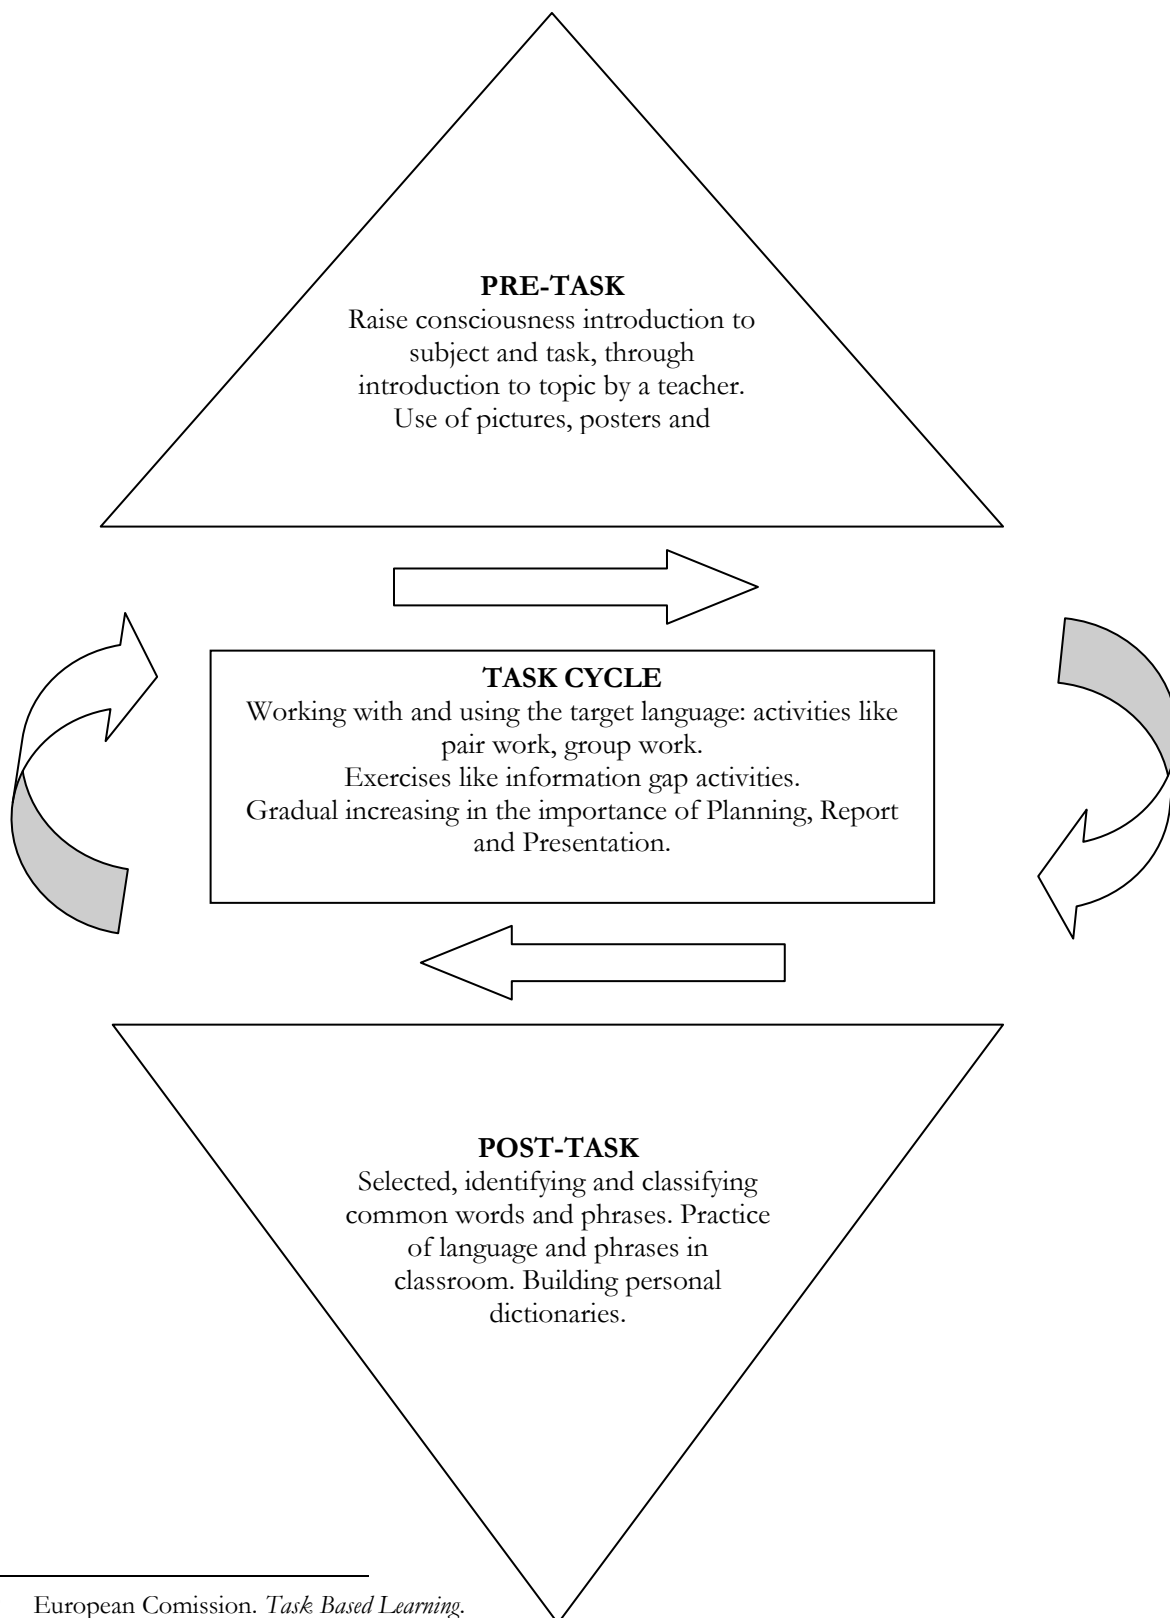 PRE-TASK
Raise consciousness introduction to
subject and task, through
introduction to topic by a teacher.
Use of pictures, posters and
TASK CYCLE
Working with and using the target language: activities like
pair work, group work.
Exercises like information gap activities.
Gradual increasing in the importance of Planning, Report
and Presentation.
POST-TASK
Selected, identifying and classifying
common words and phrases. Practice
of language and phrases in
classroom. Building personal
dictionaries.
European Comission. Task Based Learning.